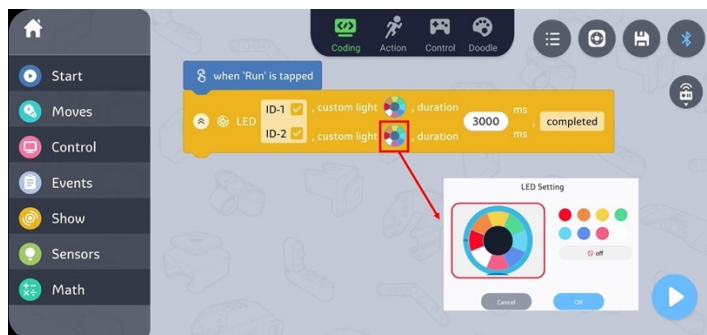 Coding Action Control Doodle
Start
Moves
Control
Events
Show
Sensors
Math
when 'Run' is tapped
LED ID-1 , custom light , duration 3000 ms , completed
ID-2 , custom light , duration ms
LED Setting
off
Cancel OK